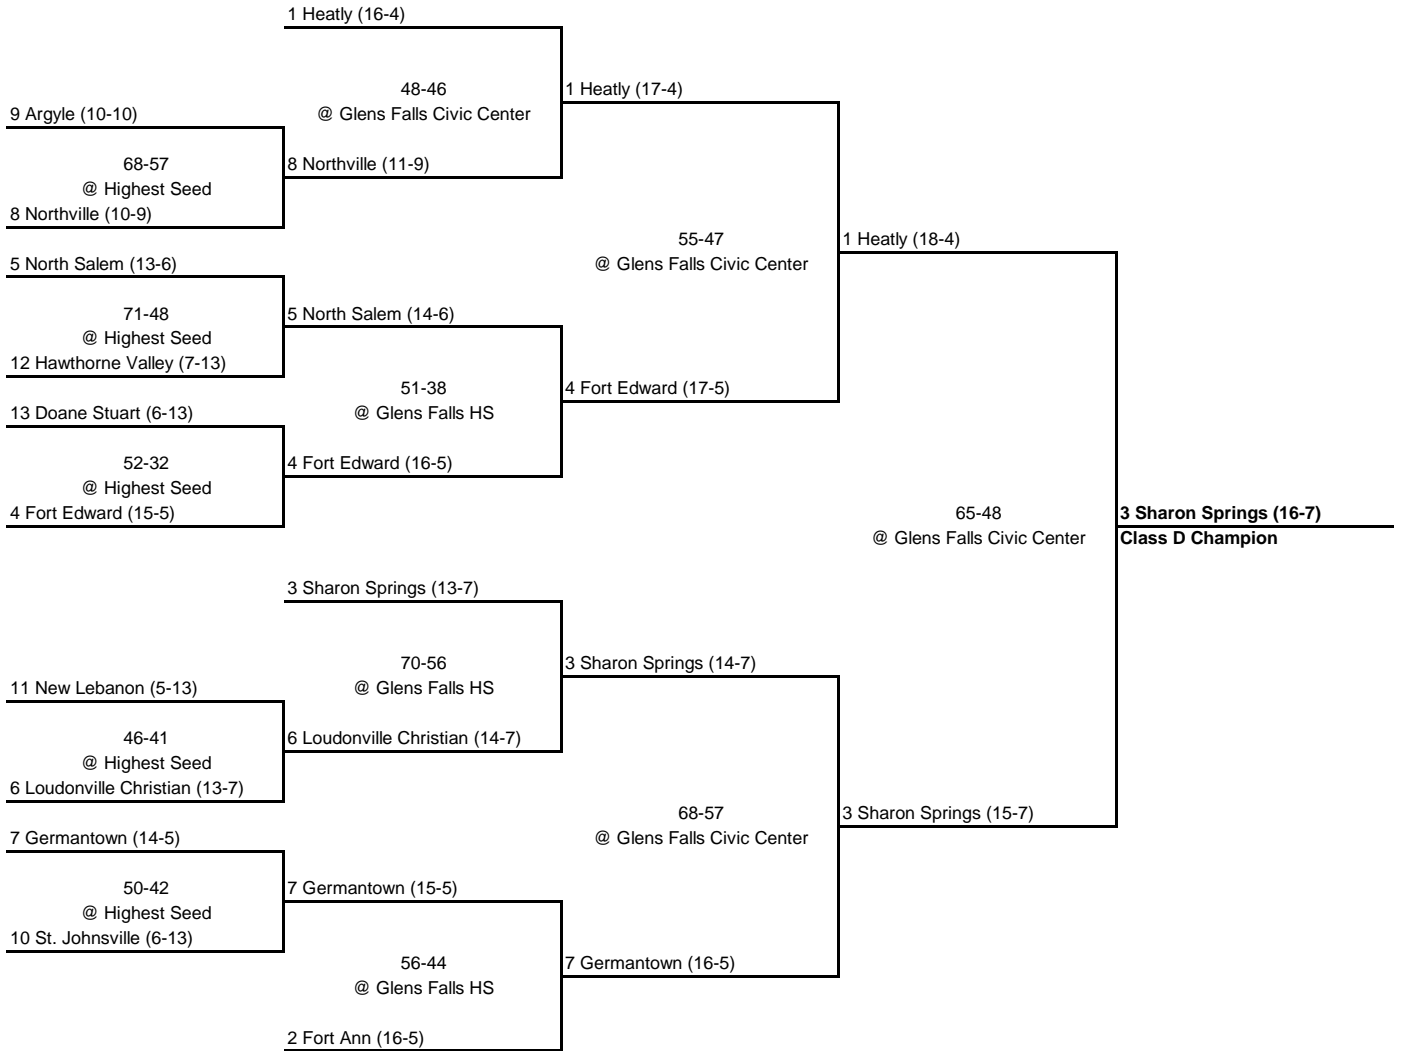 1 Heatly (16-4)
48-46
@ Glens Falls Civic Center
1 Heatly (17-4)
9 Argyle (10-10)
68-57
@ Highest Seed
8 Northville (11-9)
8 Northville (10-9)
55-47
@ Glens Falls Civic Center
1 Heatly (18-4)
5 North Salem (13-6)
71-48
@ Highest Seed
5 North Salem (14-6)
12 Hawthorne Valley (7-13)
51-38
@ Glens Falls HS
4 Fort Edward (17-5)
13 Doane Stuart (6-13)
52-32
@ Highest Seed
4 Fort Edward (16-5)
4 Fort Edward (15-5)
65-48
@ Glens Falls Civic Center
3 Sharon Springs (16-7)
Class D Champion
3 Sharon Springs (13-7)
70-56
@ Glens Falls HS
3 Sharon Springs (14-7)
11 New Lebanon (5-13)
46-41
@ Highest Seed
6 Loudonville Christian (14-7)
6 Loudonville Christian (13-7)
68-57
@ Glens Falls Civic Center
3 Sharon Springs (15-7)
7 Germantown (14-5)
50-42
@ Highest Seed
7 Germantown (15-5)
10 St. Johnsville (6-13)
56-44
@ Glens Falls HS
7 Germantown (16-5)
2 Fort Ann (16-5)